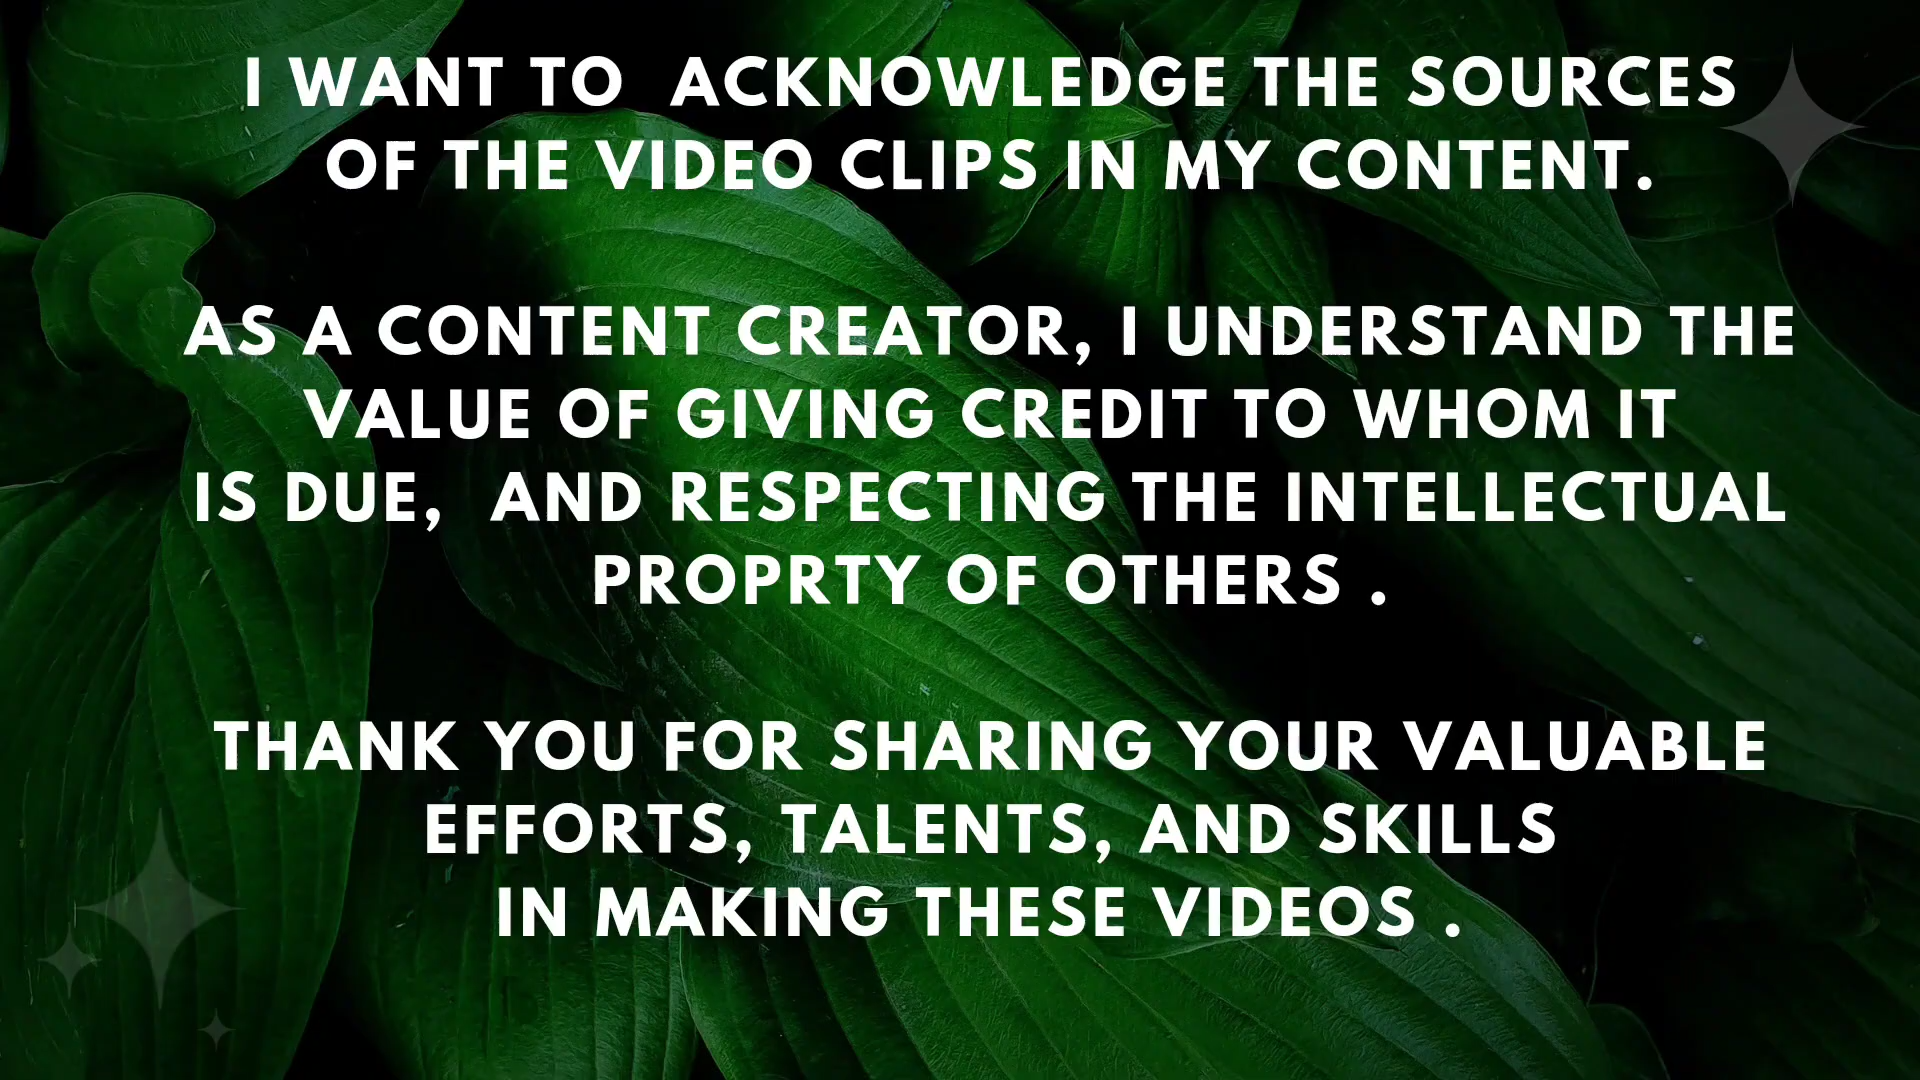 I WANT TO  ACKNOWLEDGE THE SOURCES
OF THE VIDEO CLIPS IN MY CONTENT.
AS A CONTENT CREATOR, I UNDERSTAND THE
VALUE OF GIVING CREDIT TO WHOM IT
IS DUE,  AND RESPECTING THE INTELLECTUAL
PROPRTY OF OTHERS .
THANK YOU FOR SHARING YOUR VALUABLE
EFFORTS, TALENTS, AND SKILLS
IN MAKING THESE VIDEOS .